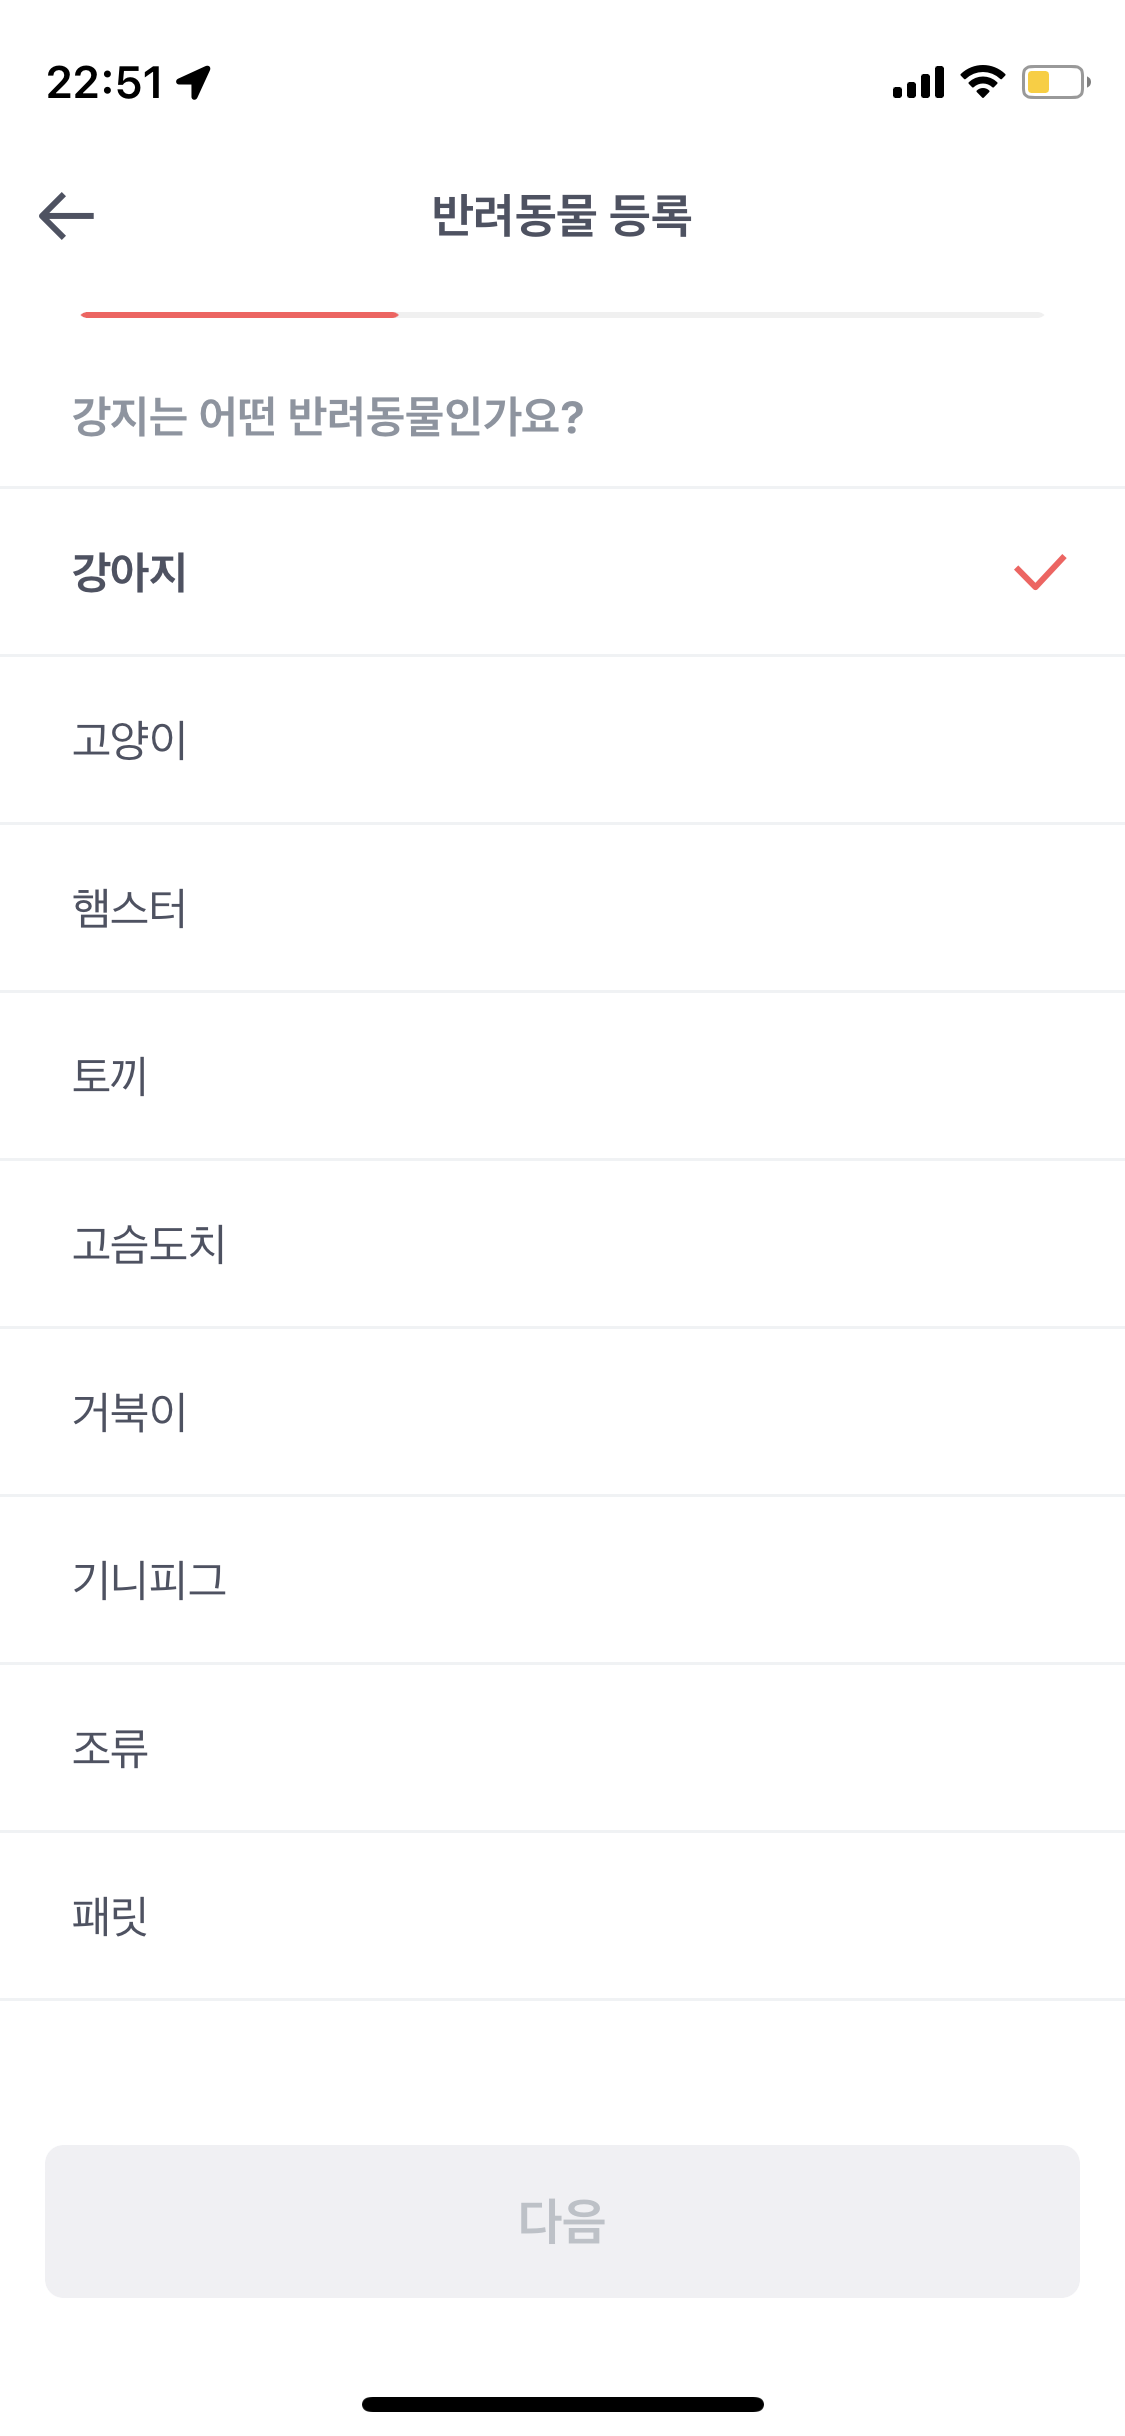 22:51
반려동물 등록
강지는 어떤 반려동물인가요?
강아지
고양이
햄스터
토끼
고슴도치
거북이
기니피그
조류
패릿
다음